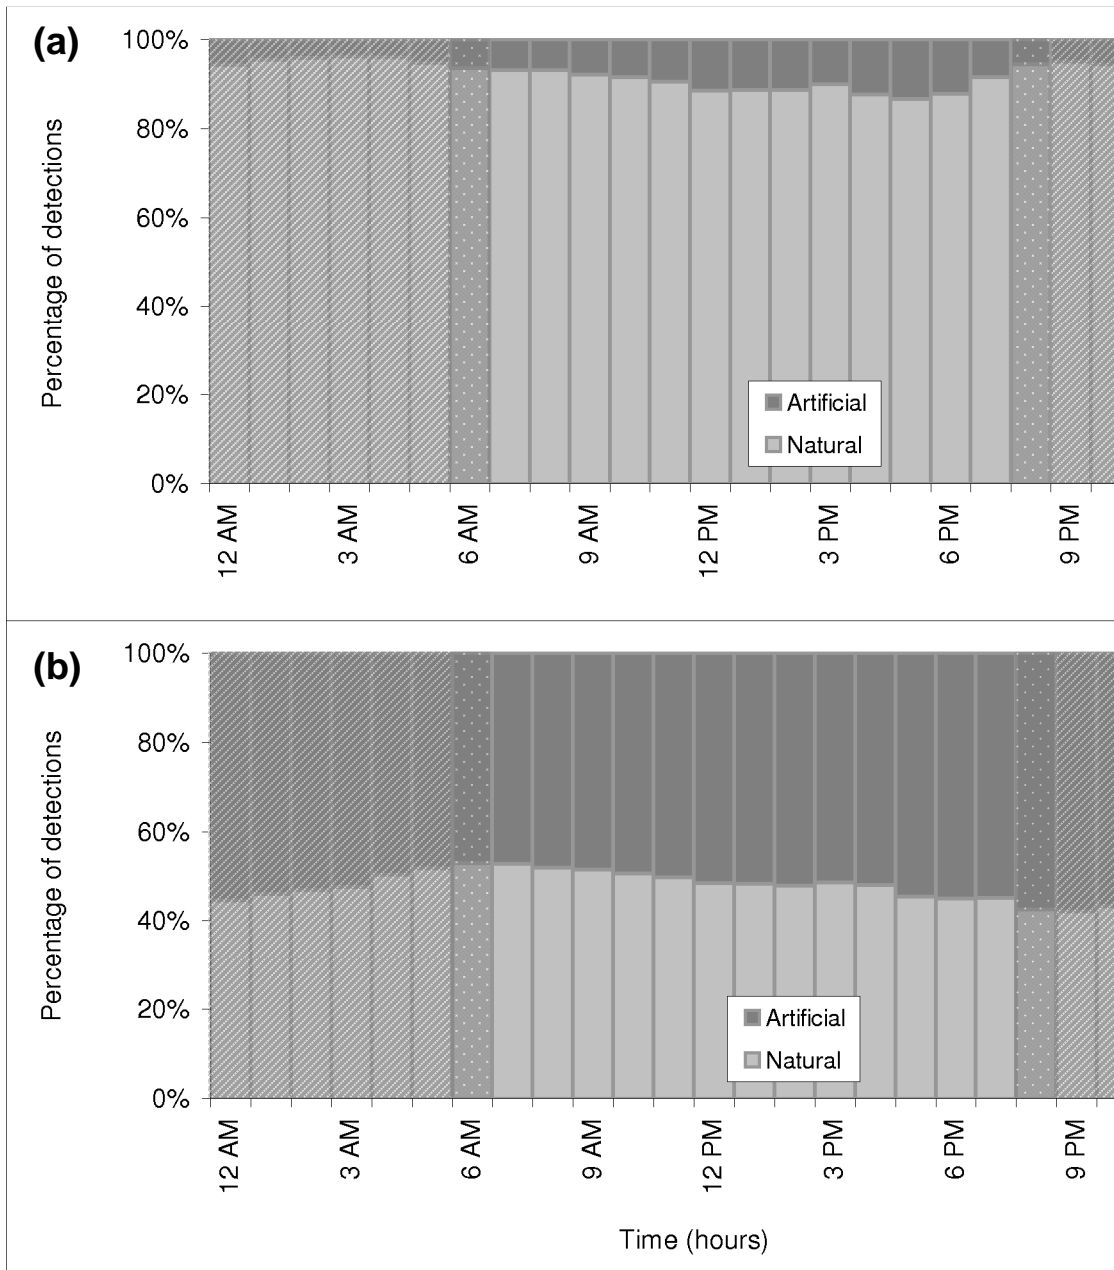 (a)
Percentage of detections
100%
80%
60%
40%
20%
0%
Artificial
Natural
12 AM
3 AM
6 AM
9 AM
12 PM
3 PM
6 PM
9 PM
(b)
Percentage of detections
100%
80%
60%
40%
20%
0%
Artificial
Natural
12 AM
3 AM
6 AM
9 AM
12 PM
3 PM
6 PM
9 PM
Time (hours)